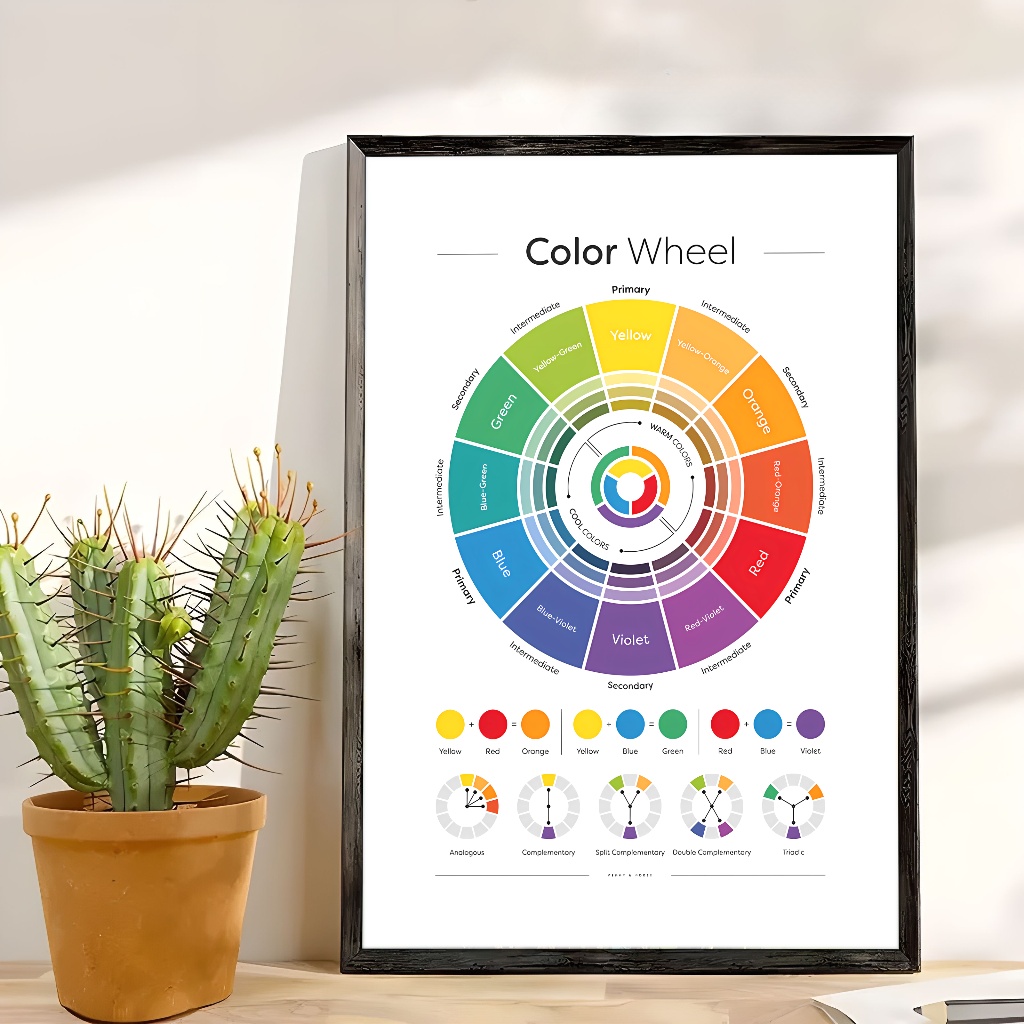 Color Wheel
Primary
Intermediate
Intermediate
Secondary
Secondary
Intermediate
Intermediate
Primary
Primary
Intermediate
Intermediate
Secondary
Yellow
Yellow-Green
Yellow-Orange
Green
Orange
Blue-Green
Red-Orange
Blue
Red
Blue-Violet
Red-Violet
Violet
WARM COLORS
COOL COLORS
+ = + = + =
Yellow Red Orange Yellow Blue Green Red Blue Violet
Analogous Complementary Split Complementary Double Complementary Triadic